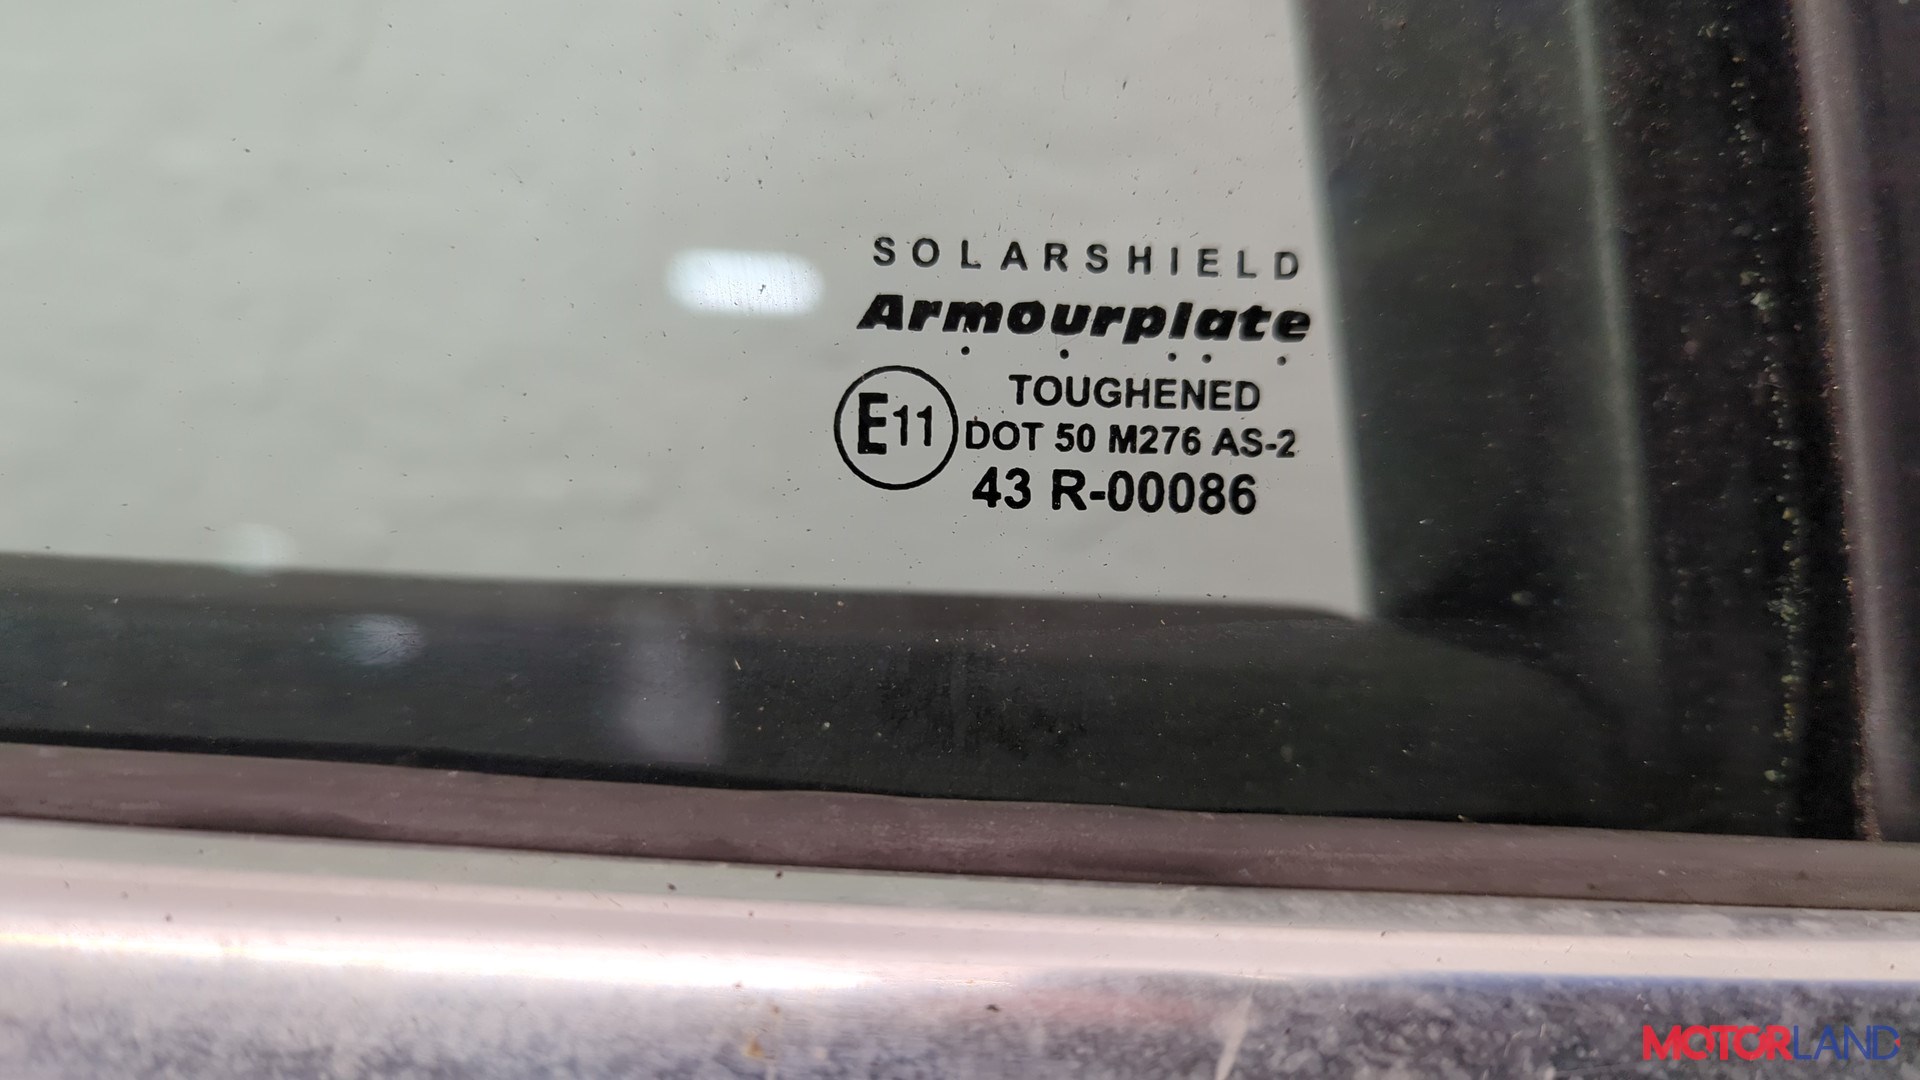 SOLARSHIELD
Armourplate
TOUGHENED
E11 DOT 50 M276 AS-2
43 R-00086
MOTORLAND